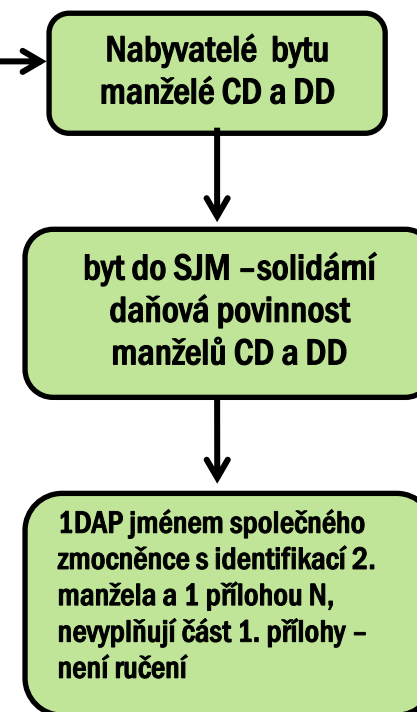 Nabyvatelé bytu
manželé CD a DD
byt do SJM –solidární
daňová povinnost
manželů CD a DD
1DAP jménem společného
zmocněnce s identifikací 2.
manžela a 1 přílohou N,
nevyplňují část 1. přílohy –
není ručení